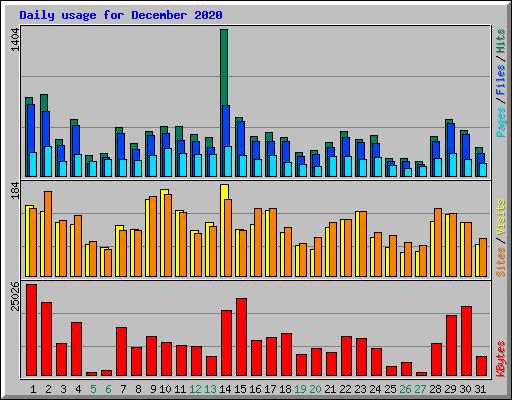 Daily usage for December 2020
1404
184
25026
Pages / Files / Hits
Sites / Visits
KBytes
1 2 3 4 5 6 7 8 9 10 11 12 13 14 15 16 17 18 19 20 21 22 23 24 25 26 27 28 29 30 31